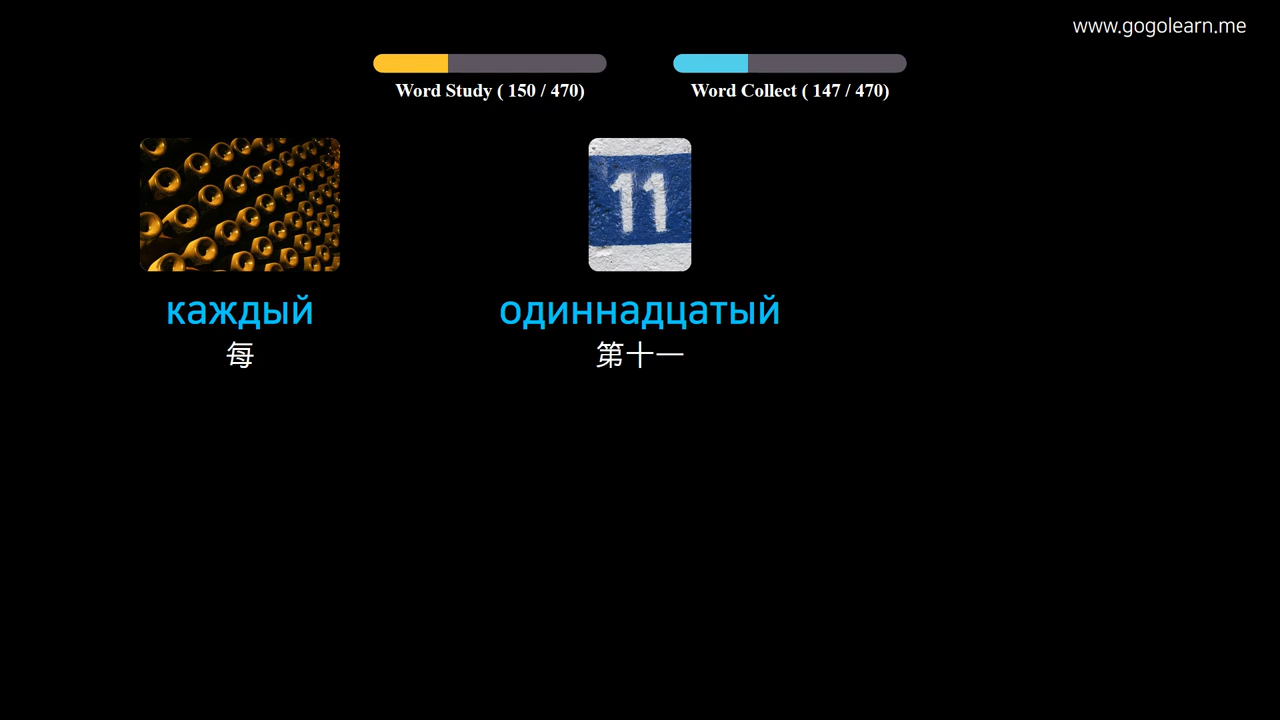 www.gogolearn.me
Word Study ( 150 / 470)
Word Collect ( 147 / 470)
11
каждый
одиннадцатый
每
第十一